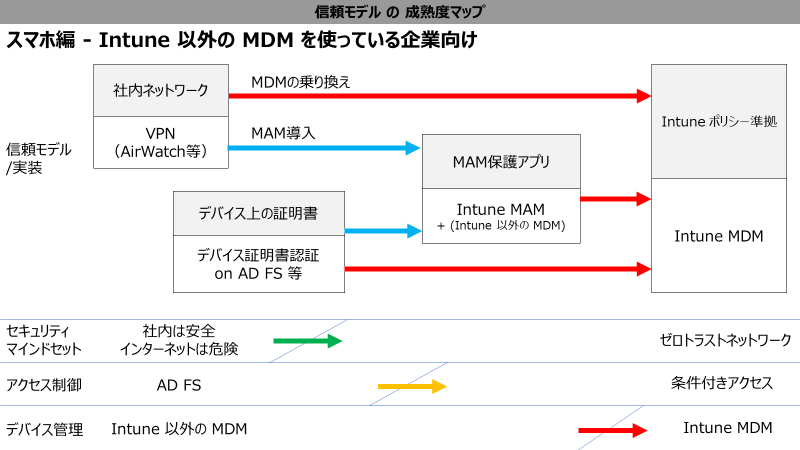 信頼モデル の 成熟度マップ
スマホ編 - Intune 以外の MDM を使っている企業向け
社内ネットワーク
VPN
（AirWatch等）
MDMの乗り換え
MAM導入
信頼モデル
/実装
デバイス上の証明書
デバイス証明書認証
on AD FS 等
MAM保護アプリ
Intune MAM
+ (Intune 以外の MDM)
Intune ポリシー準拠
Intune MDM
セキュリティ
マインドセット
社内は安全
インターネットは危険
ゼロトラストネットワーク
アクセス制御
AD FS
条件付きアクセス
デバイス管理
Intune 以外の MDM
Intune MDM